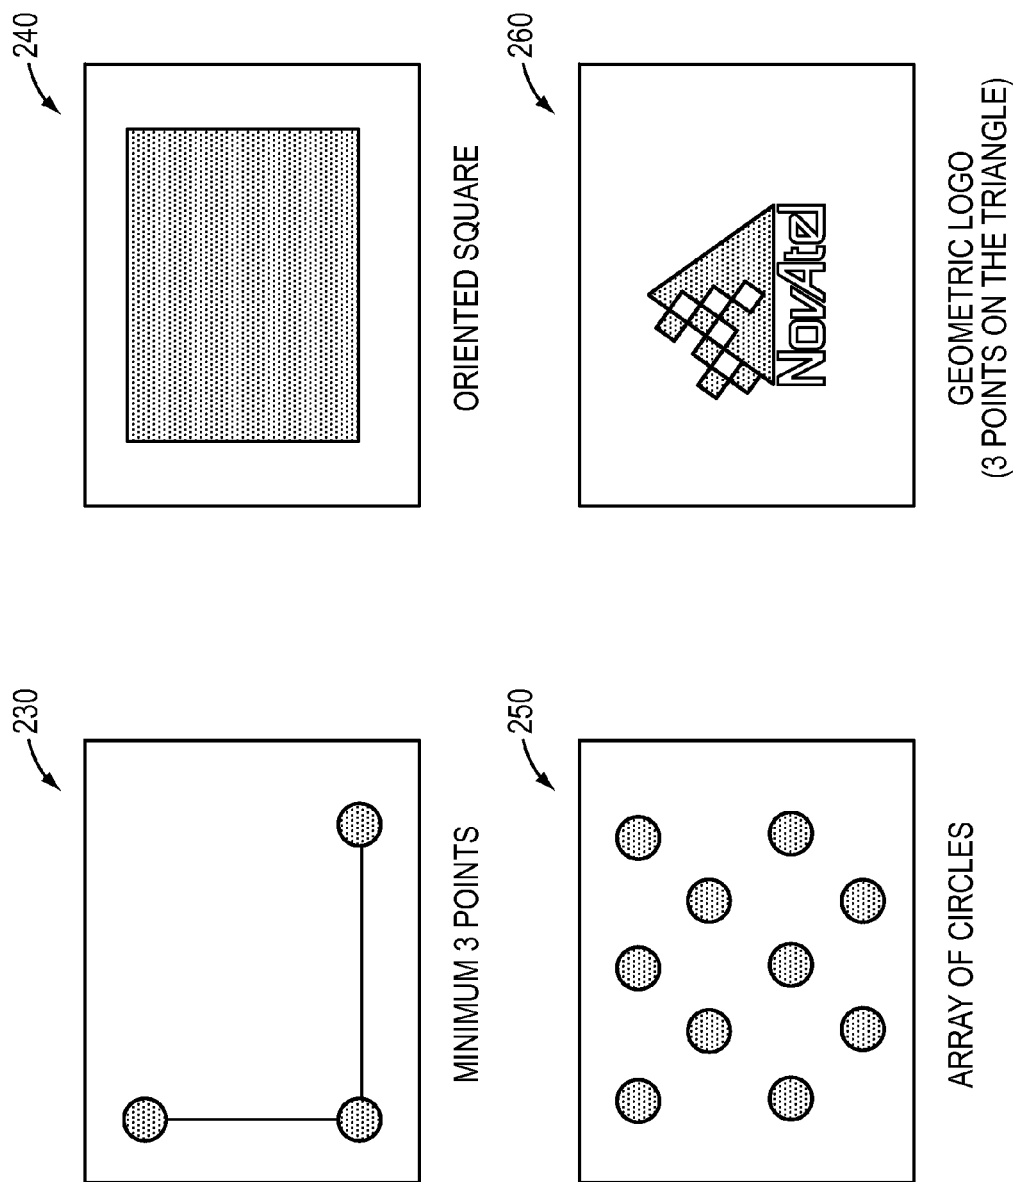 230
MINIMUM 3 POINTS
240
ORIENTED SQUARE
250
ARRAY OF CIRCLES
260
NovAtel
GEOMETRIC LOGO
(3 POINTS ON THE TRIANGLE)